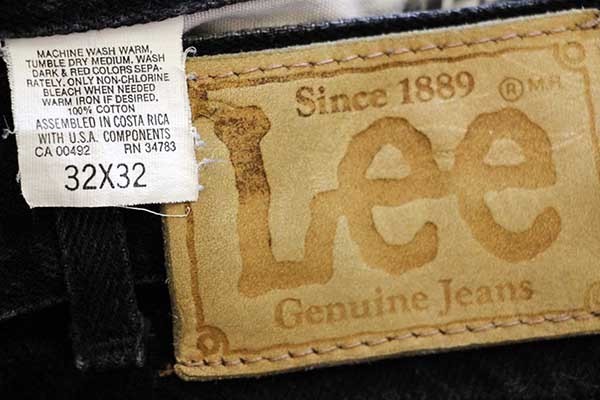 MACHINE WASH WARM,
TUMBLE DRY MEDIUM. WASH
DARK & RED COLORS SEPA-
RATELY. ONLY NON-CHLORINE
BLEACH WHEN NEEDED
WARM IRON IF DESIRED.
100% COTTON
ASSEMBLED IN COSTA RICA
WITH U.S.A. COMPONENTS
CA 00492 RN 34783
32X32
Since 1889 ® M.R.
Lee
Genuine Jeans